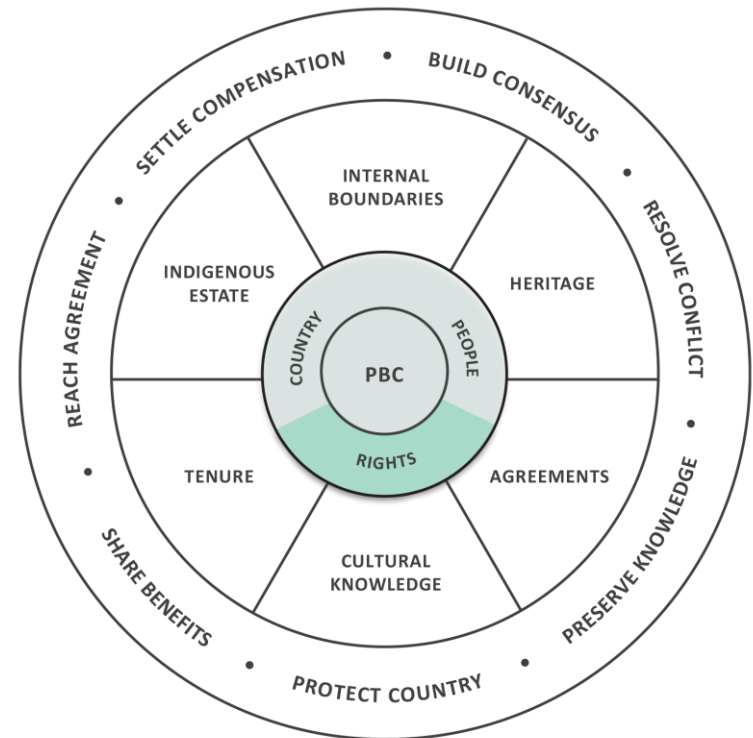 SETTLE COMPENSATION
BUILD CONSENSUS
RESOLVE CONFLICT
PRESERVE KNOWLEDGE
PROTECT COUNTRY
SHARE BENEFITS
REACH AGREEMENT
INTERNAL
BOUNDARIES
HERITAGE
AGREEMENTS
CULTURAL
KNOWLEDGE
TENURE
INDIGENOUS
ESTATE
COUNTRY
PEOPLE
RIGHTS
PBC